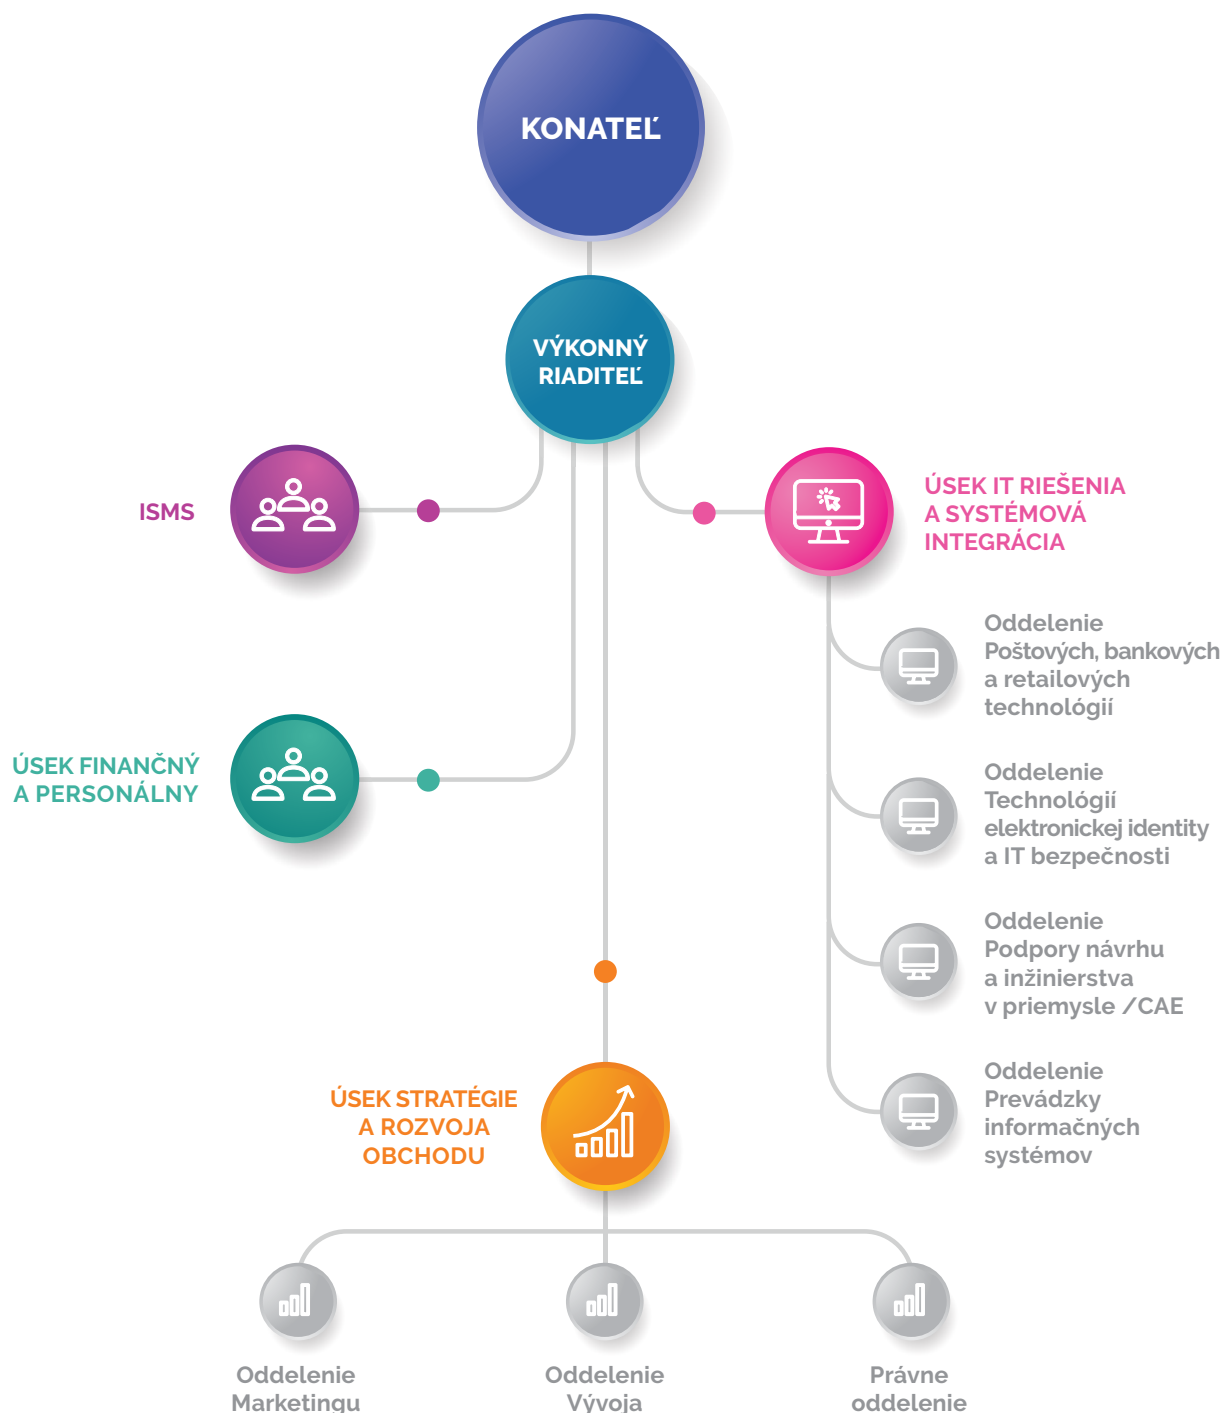 KONATEĽ
VÝKONNÝ
RIADITEĽ
ISMS
ÚSEK IT RIEŠENIA
A SYSTÉMOVÁ
INTEGRÁCIA
Oddelenie
Poštových, bankových
a retailových
technológií
ÚSEK FINANČNÝ
A PERSONÁLNY
Oddelenie
Technológií
elektronickej identity
a IT bezpečnosti
Oddelenie
Podpory návrhu
a inžinierstva
v priemysle /CAE
Oddelenie
Prevádzky
informačných
systémov
ÚSEK STRATÉGIE
A ROZVOJA
OBCHODU
Oddelenie
Marketingu
Oddelenie
Vývoja
Právne
oddelenie